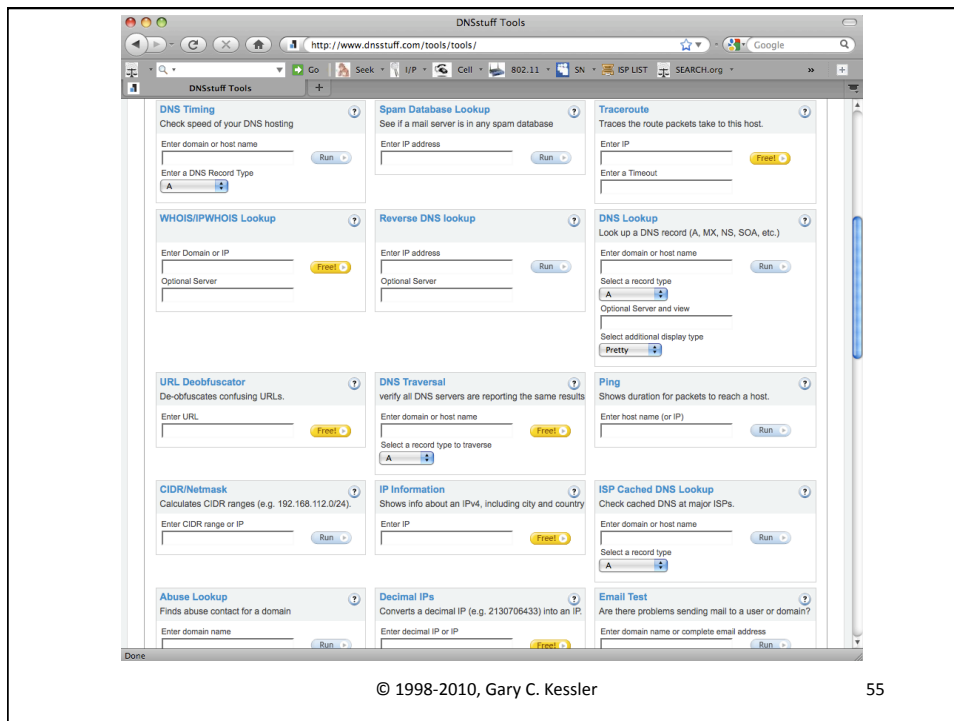 DNSstuff Tools
http://www.dnsstuff.com/tools/tools/
Google
Go
Seek
I/P
Cell
802.11
SN
ISP LIST
SEARCH.org
»
DNSstuff Tools
+
DNS Timing
Check speed of your DNS hosting
Enter domain or host name
Run
Enter a DNS Record Type
A
Spam Database Lookup
See if a mail server is in any spam database
Enter IP address
Run
Traceroute
Traces the route packets take to this host.
Enter IP
Free!
Enter a Timeout
WHOIS/IPWHOIS Lookup
Enter Domain or IP
Free!
Optional Server
Reverse DNS lookup
Enter IP address
Run
Optional Server
DNS Lookup
Look up a DNS record (A, MX, NS, SOA, etc.)
Enter domain or host name
Run
Select a record type
A
Optional Server and view
Select additional display type
Pretty
URL Deobfuscator
De-obfuscates confusing URLs.
Enter URL
Free!
DNS Traversal
verify all DNS servers are reporting the same results
Enter domain or host name
Free!
Select a record type to traverse
A
Ping
Shows duration for packets to reach a host.
Enter host name (or IP)
Run
CIDR/Netmask
Calculates CIDR ranges (e.g. 192.168.112.0/24).
Enter CIDR range or IP
Run
IP Information
Shows info about an IPv4, including city and country
Enter IP
Free!
ISP Cached DNS Lookup
Check cached DNS at major ISPs.
Enter domain or host name
Run
Select a record type
A
Abuse Lookup
Finds abuse contact for a domain
Enter domain name
Run
Decimal IPs
Converts a decimal IP (e.g. 2130706433) into an IP.
Enter decimal IP or IP
Free!
Email Test
Are there problems sending mail to a user or domain?
Enter domain name or complete email address
Run
Done
© 1998-2010, Gary C. Kessler
55